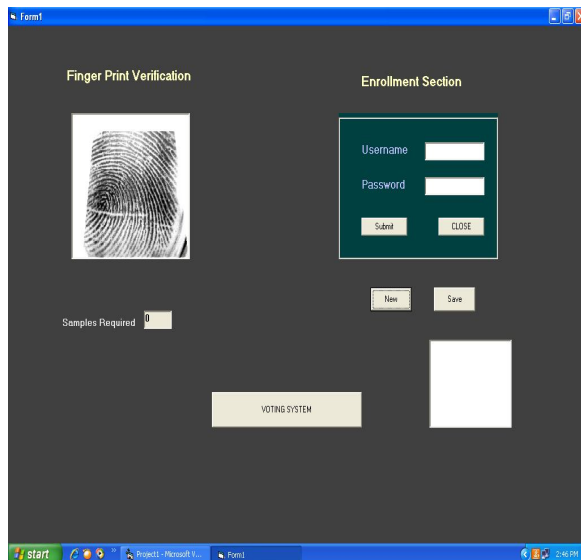 Form1
Finger Print Verification
Enrollment Section
Username
Password
Submit CLOSE
New Save
Samples Required 0
VOTING SYSTEM
start Project1 - Microsoft V... Form1 2:46 PM